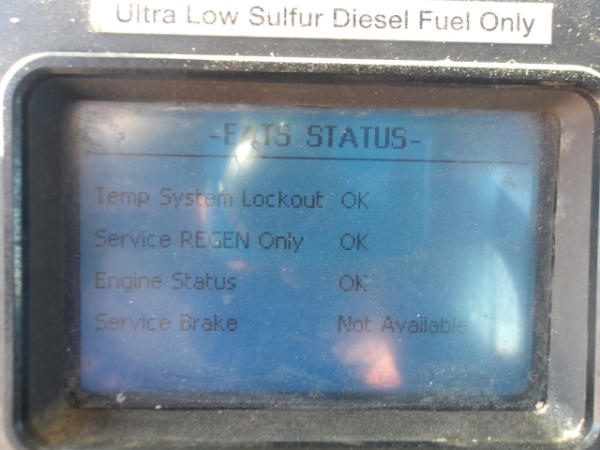 Ultra Low Sulfur Diesel Fuel Only
-EATS STATUS-
Temp System Lockout OK
Service REGEN Only OK
Engine Status OK
Service Brake Not Available